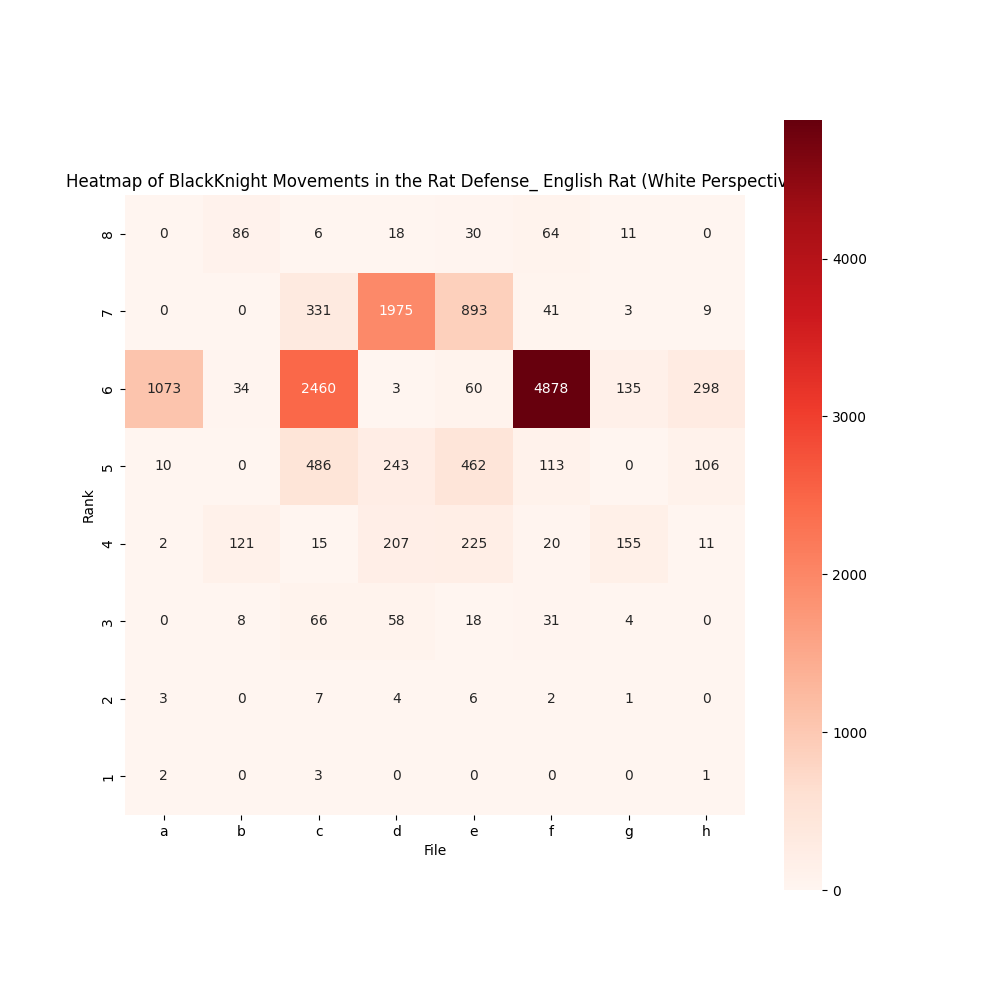 Heatmap of BlackKnight Movements in the Rat Defense_ English Rat (White Perspectiv
8 0 86 6 18 30 64 11 0
7 0 0 331 1975 893 41 3 9
6 1073 34 2460 3 60 4878 135 298
5 10 0 486 243 462 113 0 106
4 2 121 15 207 225 20 155 11
3 0 8 66 58 18 31 4 0
2 3 0 7 4 6 2 1 0
1 2 0 3 0 0 0 0 1
a b c d e f g h
File
Rank
4000
3000
2000
1000
0